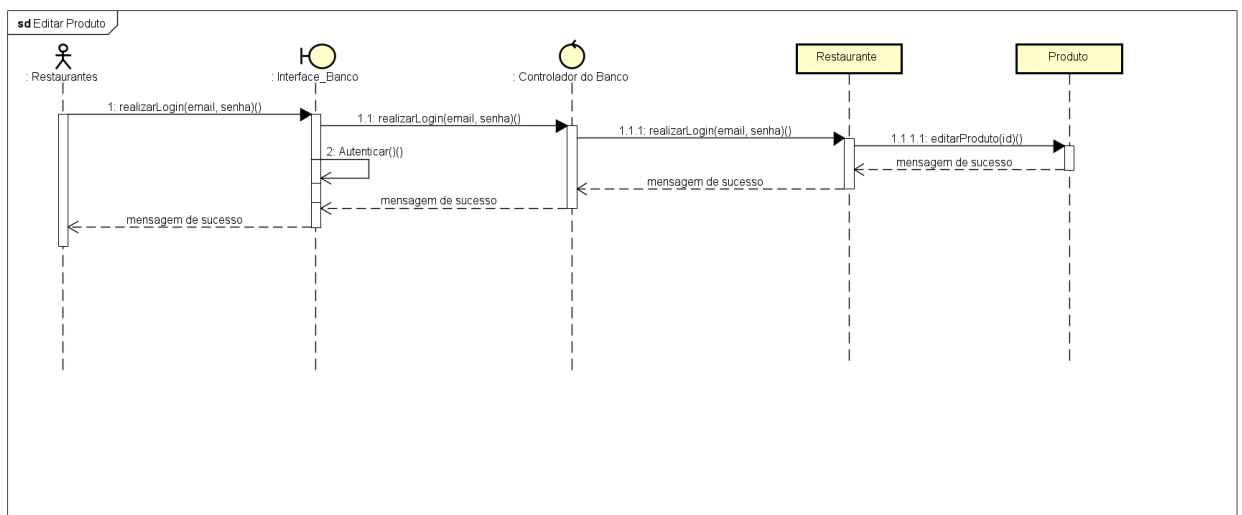 sd Editar Produto
: Restaurantes
: Interface_Banco
: Controlador do Banco
Restaurante
Produto
1: realizarLogin(email, senha)()
1.1: realizarLogin(email, senha)()
1.1.1: realizarLogin(email, senha)()
1.1.1.1: editarProduto(id)()
2: Autenticar()()
mensagem de sucesso
mensagem de sucesso
mensagem de sucesso
mensagem de sucesso